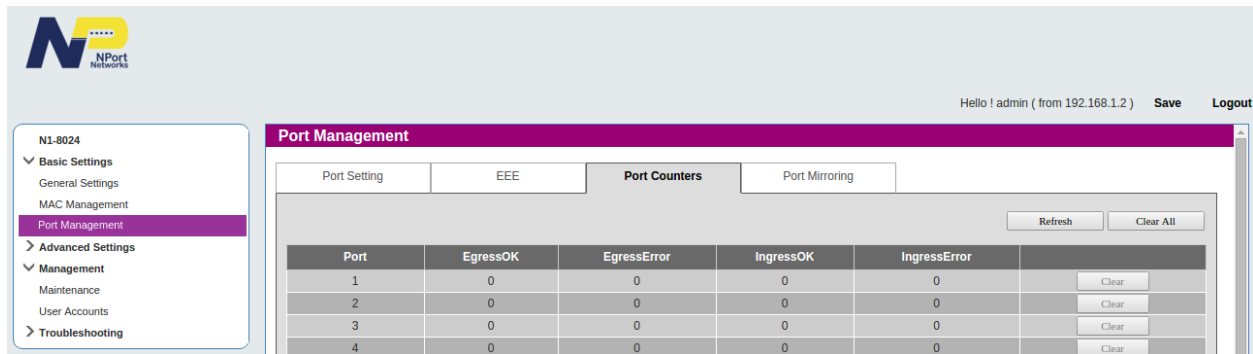 NPort
Networks
Hello ! admin ( from 192.168.1.2 ) Save Logout
N1-8024
Basic Settings
General Settings
MAC Management
Port Management
Advanced Settings
Management
Maintenance
User Accounts
Troubleshooting
Port Management
Port Setting EEE Port Counters Port Mirroring
Refresh Clear All
Port EgressOK EgressError IngressOK IngressError
1 0 0 0 0 Clear
2 0 0 0 0 Clear
3 0 0 0 0 Clear
4 0 0 0 0 Clear